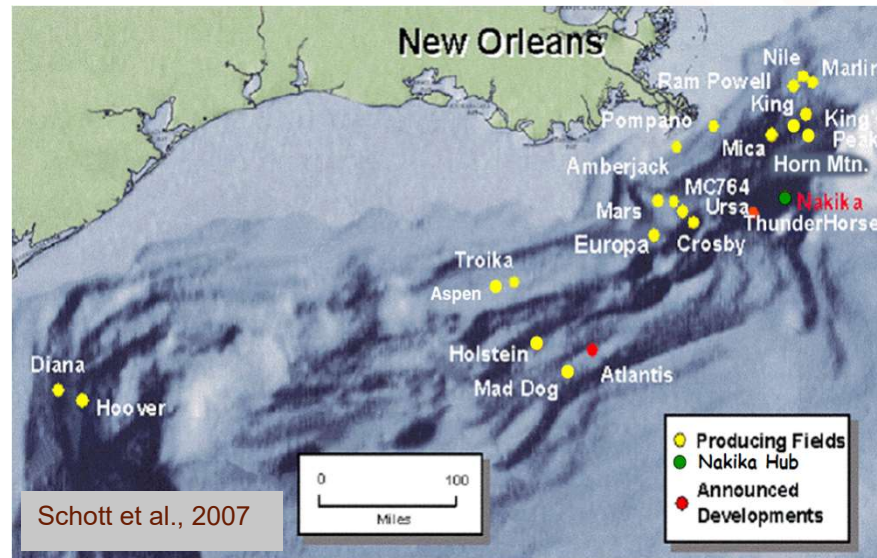 New Orleans
Nile
Marlin
Ram Powell
King
King's
Peak
Pompano
Mica
Horn Mtn.
Amberjack
MC764
Nakika
Mars
Ursa
ThunderHorse
Europa
Crosby
Troika
Aspen
Holstein
Atlantis
Mad Dog
Diana
Hoover
0 100
Miles
Producing Fields
Nakika Hub
Announced
Developments
Schott et al., 2007